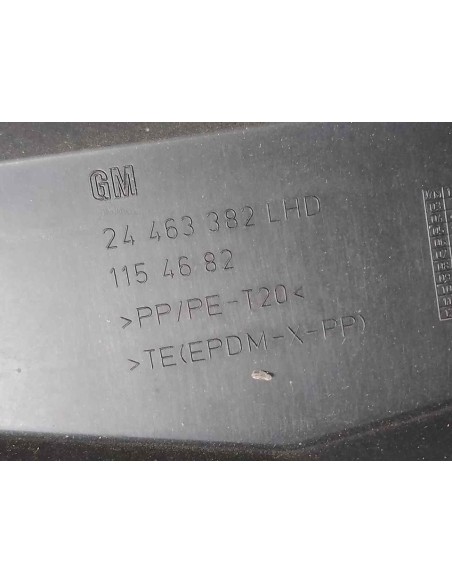 GM
24 463 382 LHD
115 46 82
>PP/PE-T20<
>TE(EPDM-X-PP)